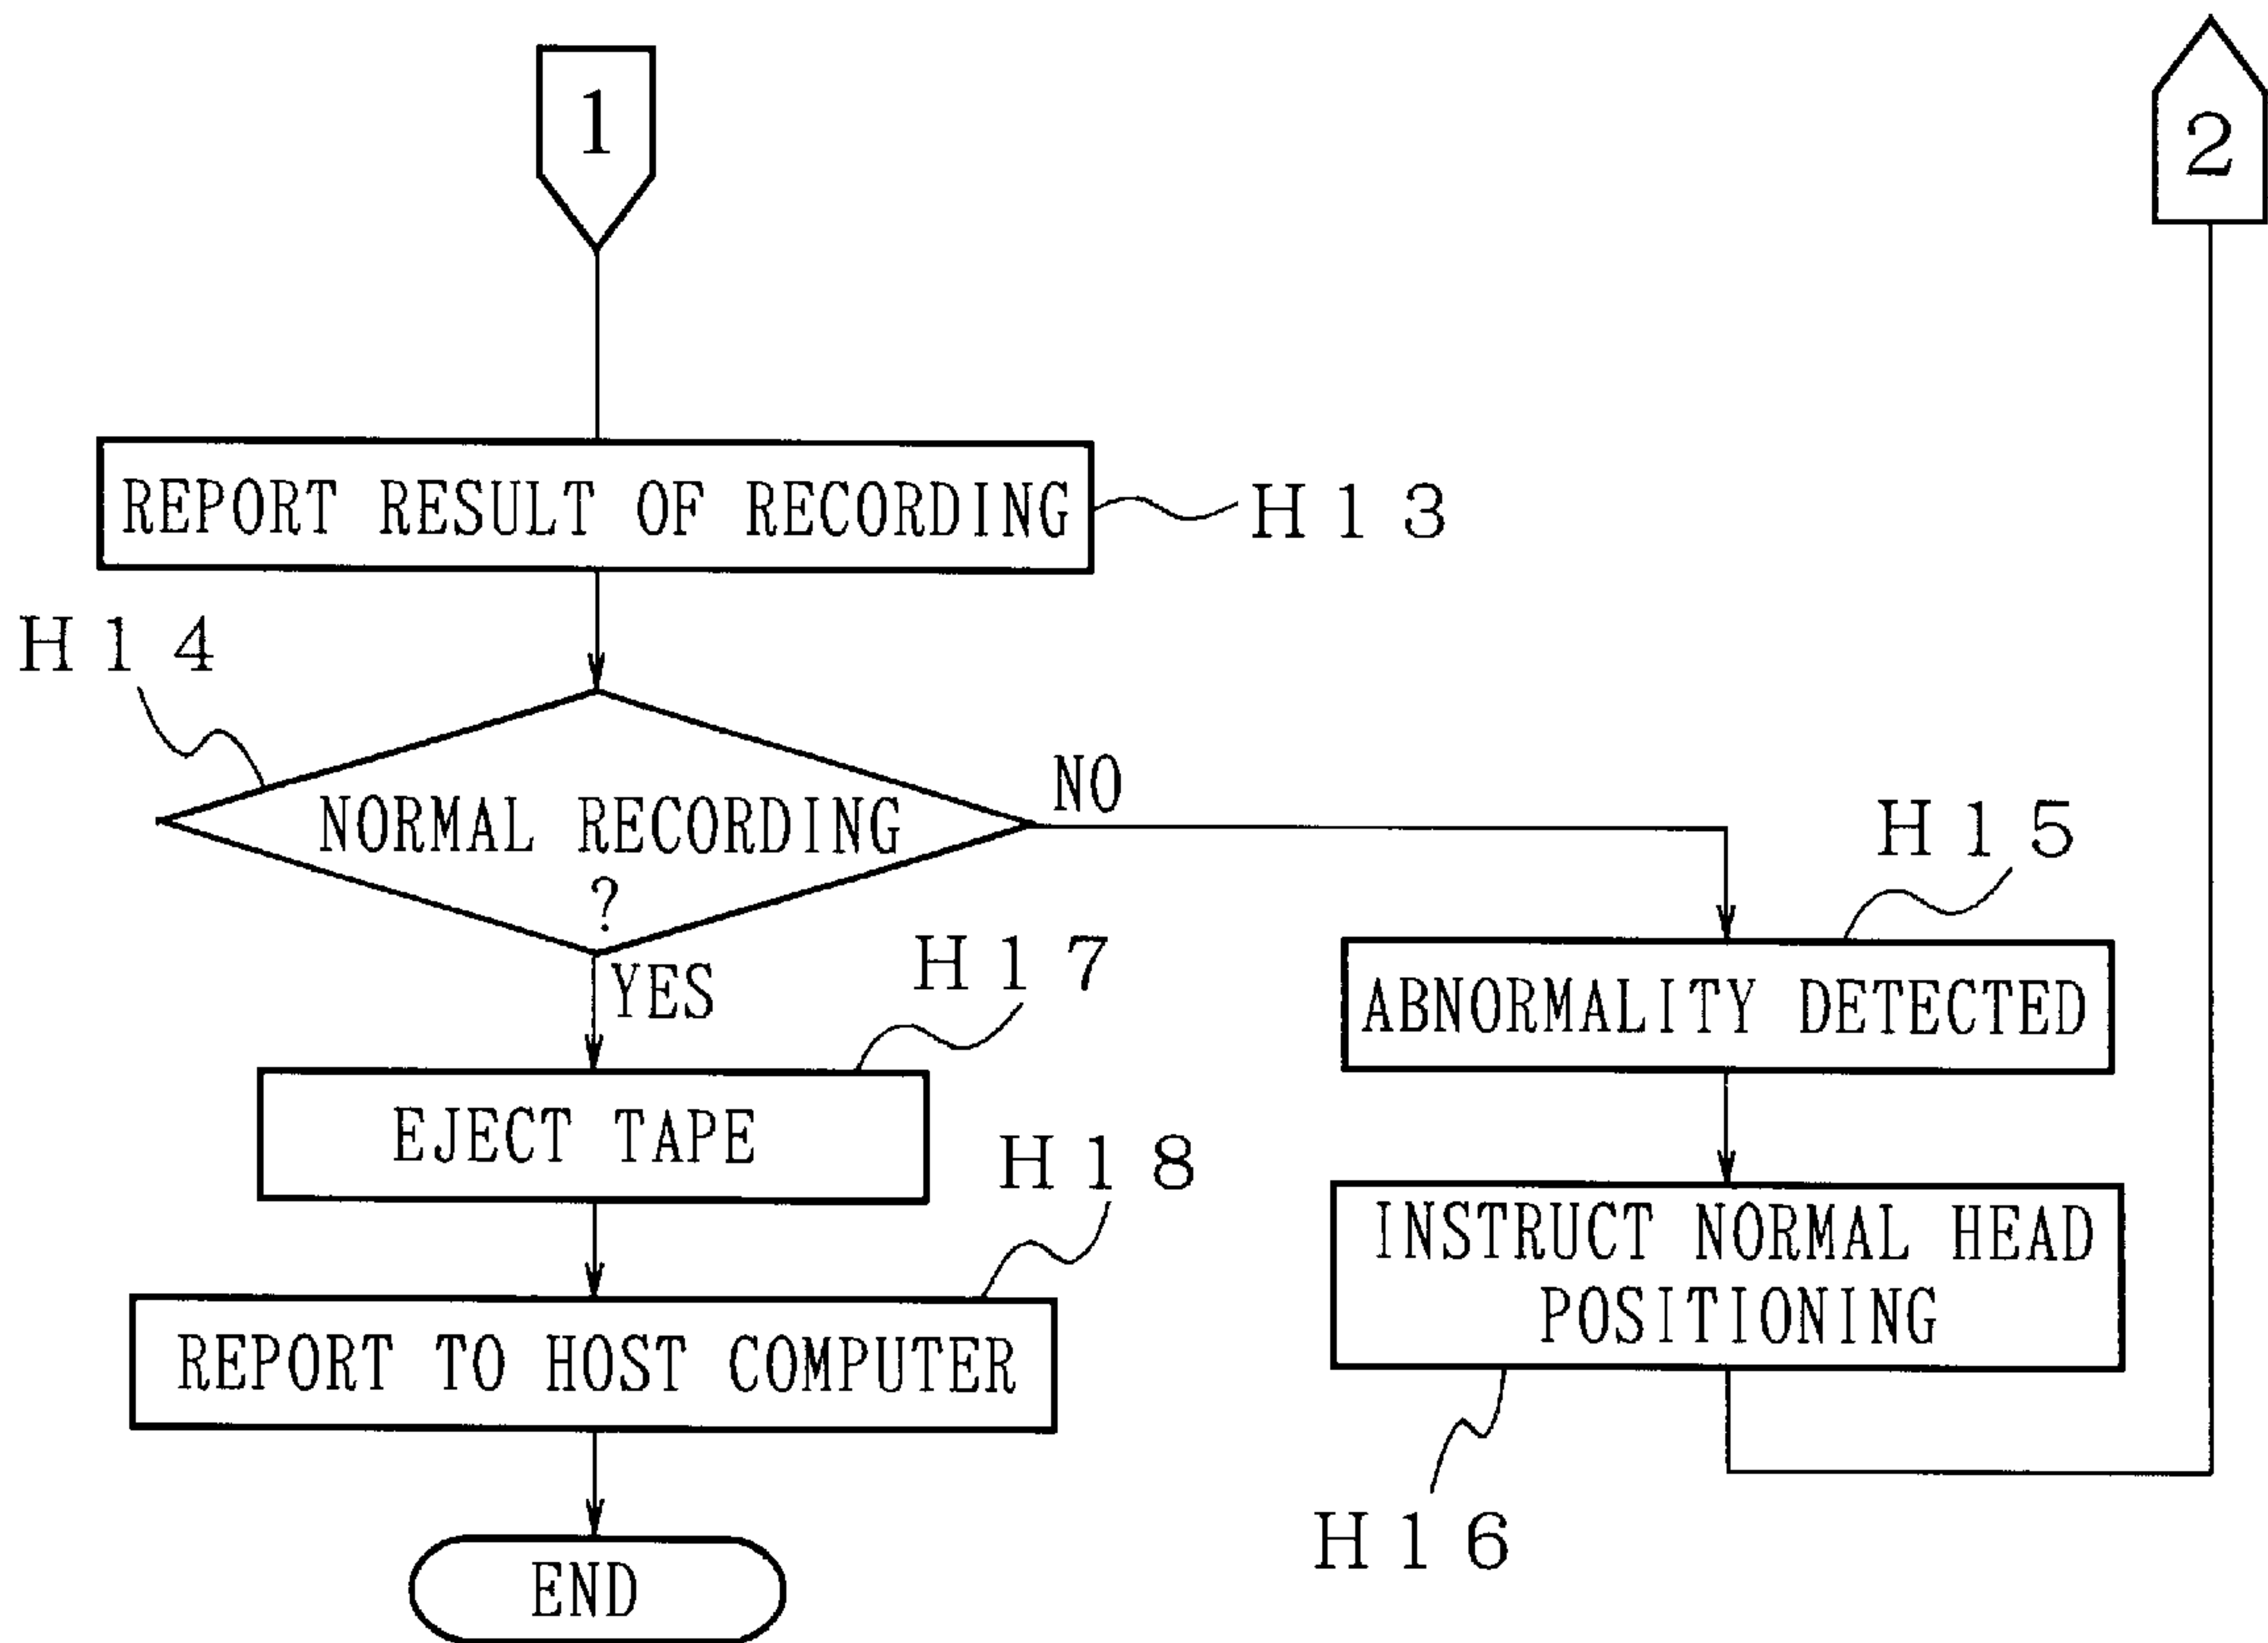 1
2
REPORT RESULT OF RECORDING
H13
H14
NORMAL RECORDING
?
NO
YES
H15
ABNORMALITY DETECTED
H17
EJECT TAPE
H18
INSTRUCT NORMAL HEAD
POSITIONING
REPORT TO HOST COMPUTER
H16
END